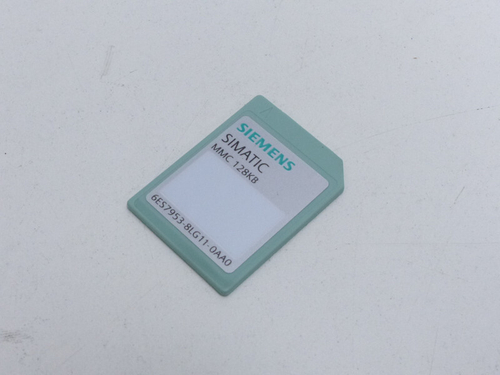 SIEMENS
SIMATIC
MMC 128KB
6ES7953-8LG11-0AA0